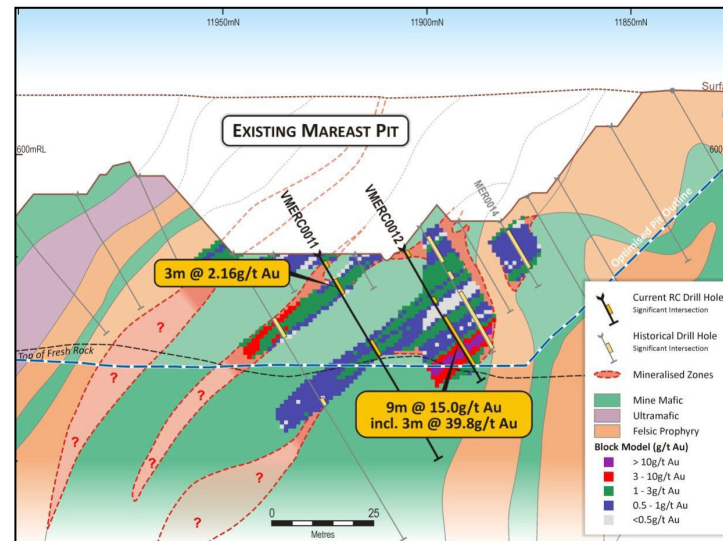 11950mN
11900mN
11850mN
600mRL
EXISTING MAREAST PIT
VMERC0011
VMERC0012
MER0014
3m @ 2.16g/t Au
Optimised Pit Outline
Top of Fresh Rock
9m @ 15.0g/t Au
incl. 3m @ 39.8g/t Au
?
?
?
?
?
?
?
?
0
25
Metres
Current RC Drill Hole
Significant Intersection
Historical Drill Hole
Significant Intersection
Mineralised Zones
Mine Mafic
Ultramafic
Felsic Prophyry
Block Model (g/t Au)
> 10g/t Au
3 - 10g/t Au
1 - 3g/t Au
0.5 - 1g/t Au
<0.5g/t Au